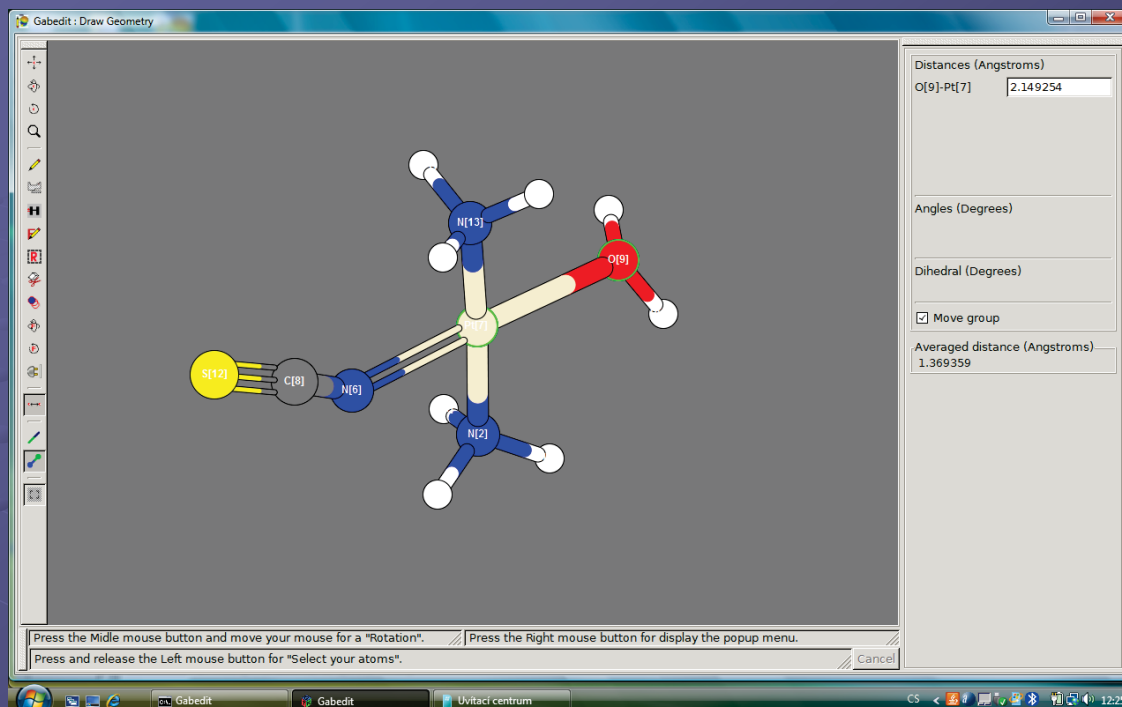 Gabedit : Draw Geometry
Distances (Angstroms)
O[9]-Pt[7] 2.149254
Angles (Degrees)
Dihedral (Degrees)
Move group
Averaged distance (Angstroms)
1.369359
N[13]
O[9]
Pt[7]
S[12]
C[8]
N[6]
N[2]
H
R
Press the Midle mouse button and move your mouse for a "Rotation".
Press the Right mouse button for display the popup menu.
Press and release the Left mouse button for "Select your atoms".
Cancel
Gabedit
Gabedit
Uvítací centrum
CS